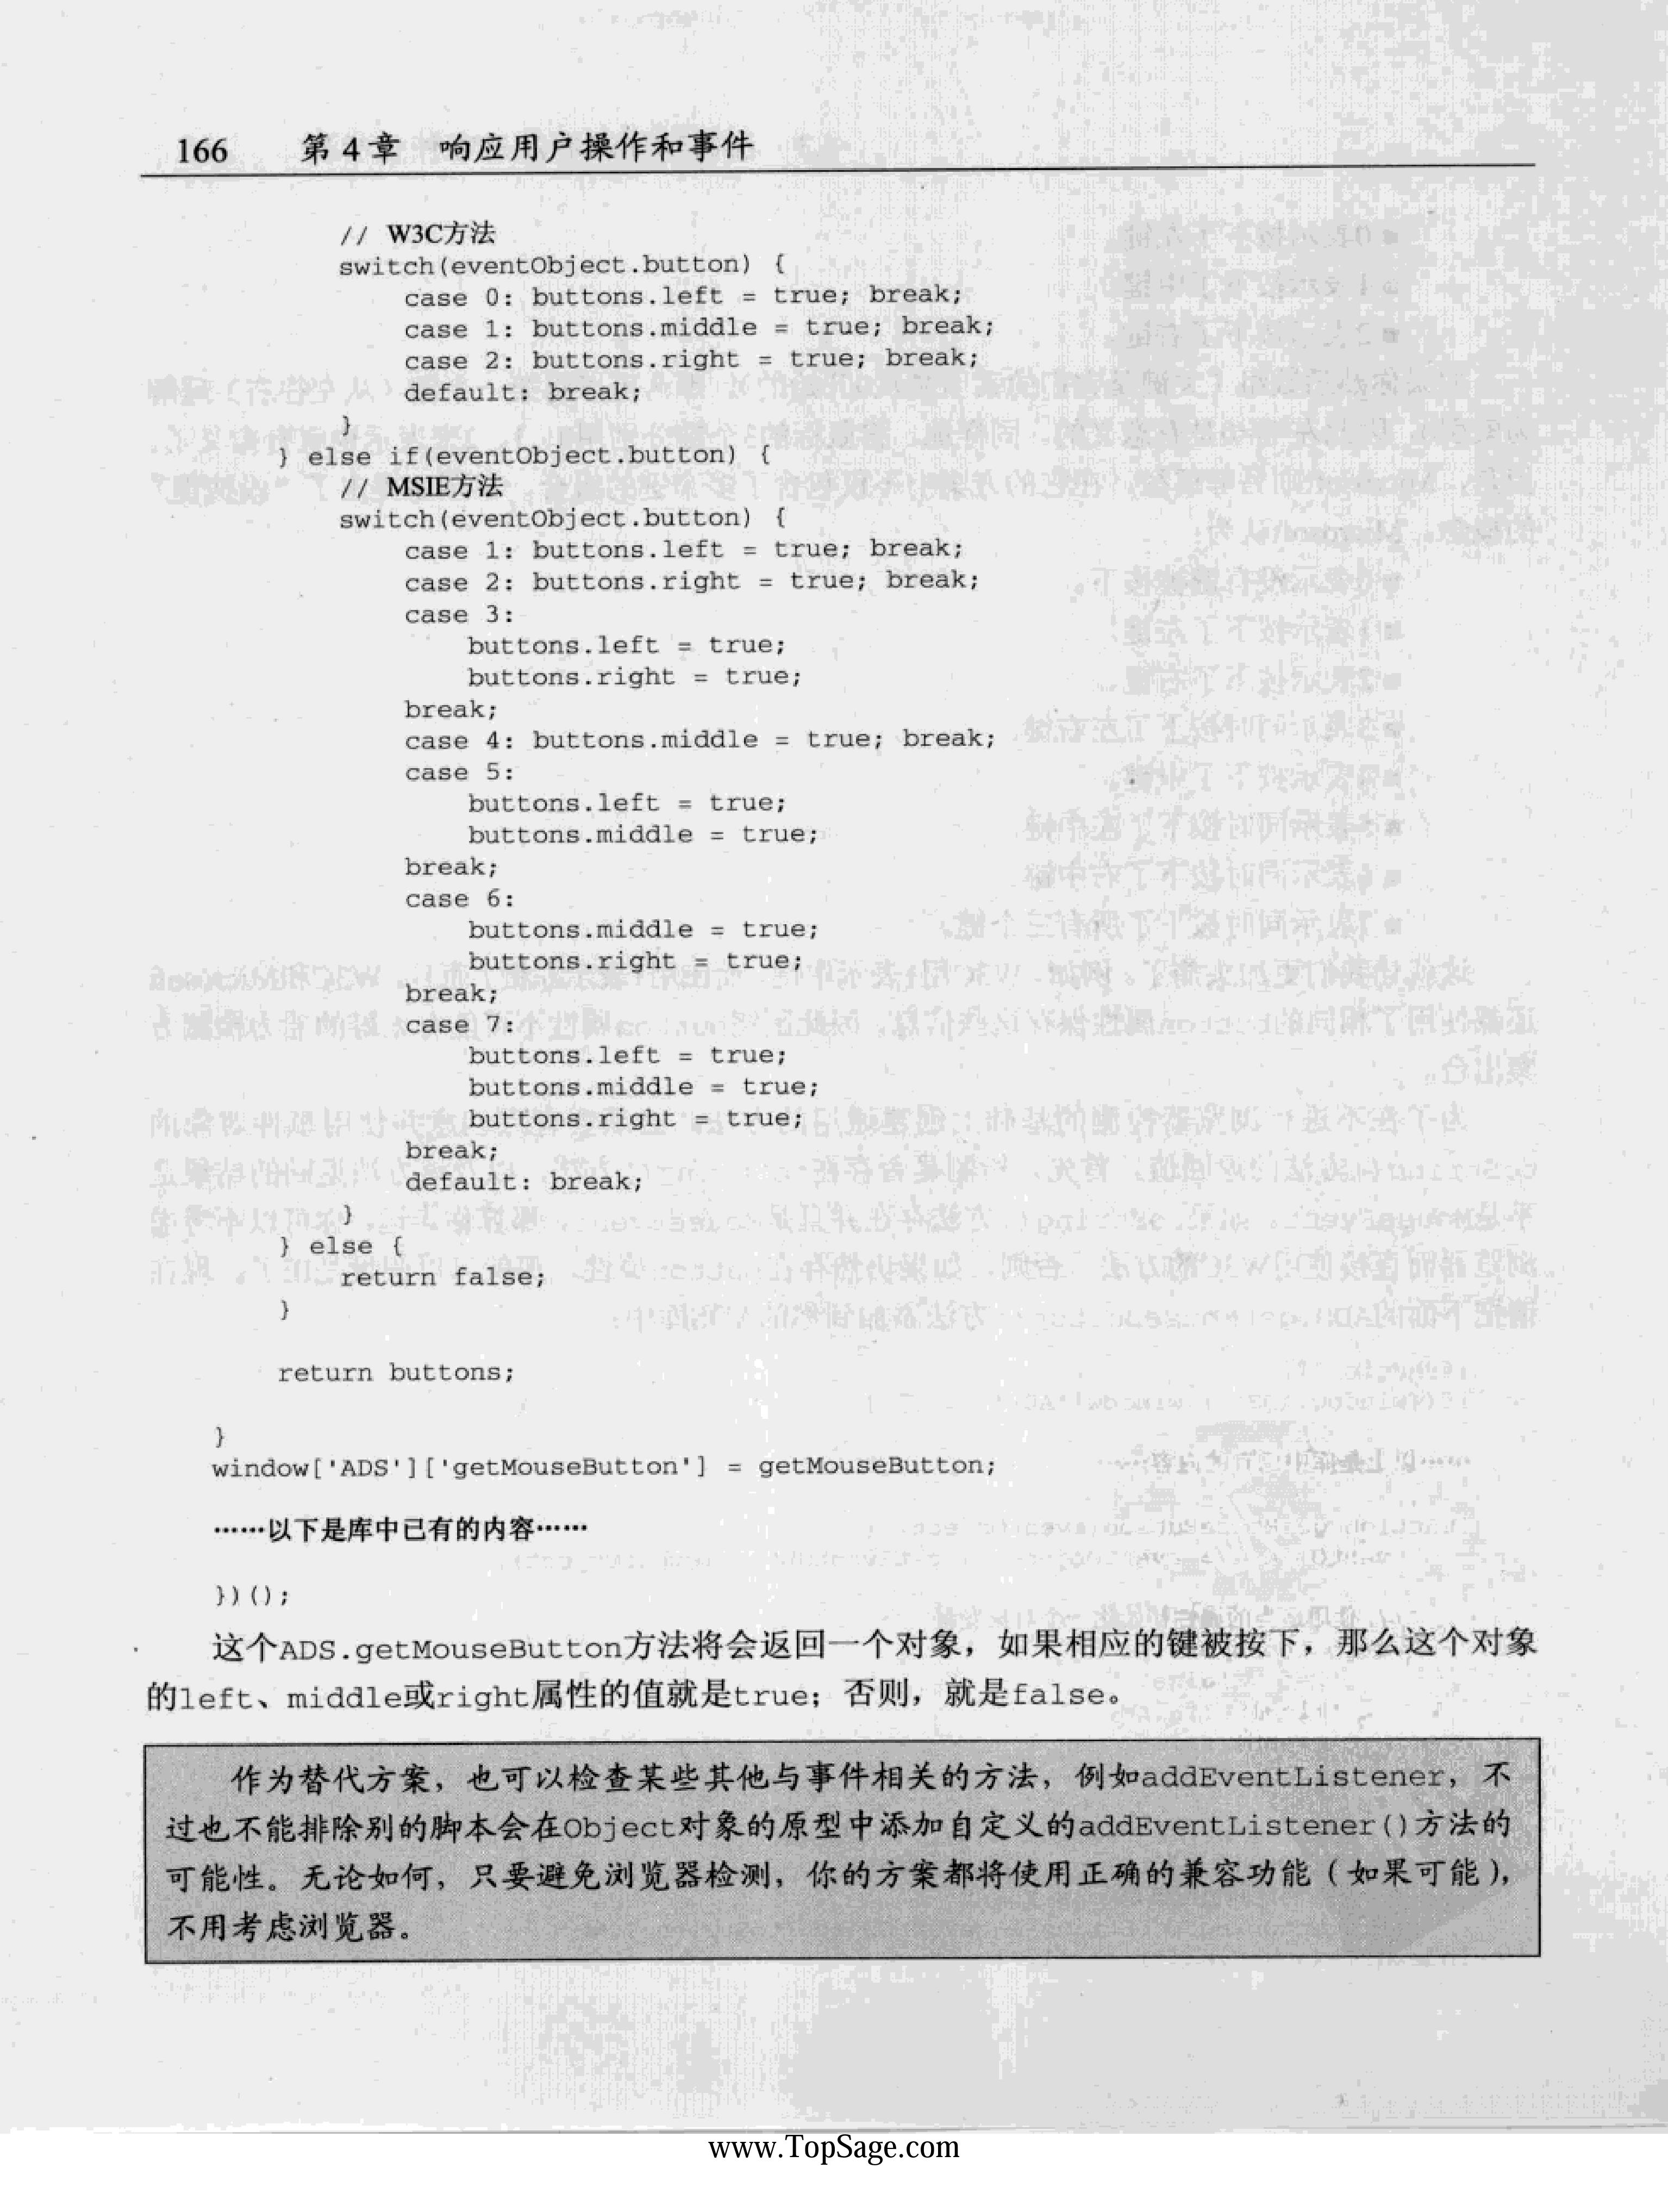 166 第 4 章 响应用户操作和事件
// W3C方法
switch(eventObject.button) {
case 0: buttons.left = true; break;
case 1: buttons.middle = true; break;
case 2: buttons.right = true; break;
default: break;
}
} else if(eventObject.button) {
// MSIE方法
switch(eventObject.button) {
case 1: buttons.left = true; break;
case 2: buttons.right = true; break;
case 3:
buttons.left = true;
buttons.right = true;
break;
case 4: buttons.middle = true; break;
case 5:
buttons.left = true;
buttons.middle = true;
break;
case 6:
buttons.middle = true;
buttons.right = true;
break;
case 7:
buttons.left = true;
buttons.middle = true;
buttons.right = true;
break;
default: break;
}
} else {
return false;
}
return buttons;
}
window['ADS']['getMouseButton'] = getMouseButton;
……以下是库中已有的内容……
})();
这个ADS.getMouseButton方法将会返回一个对象，如果相应的键被按下，那么这个对象
的left、middle或right属性的值就是true；否则，就是false。
作为替代方案，也可以检查某些其他与事件相关的方法，例如addEventListener，不
过也不能排除别的脚本会在Object对象的原型中添加自定义的addEventListener()方法的
可能性。无论如何，只要避免浏览器检测，你的方案都将使用正确的兼容功能（如果可能），
不用考虑浏览器。
www.TopSage.com